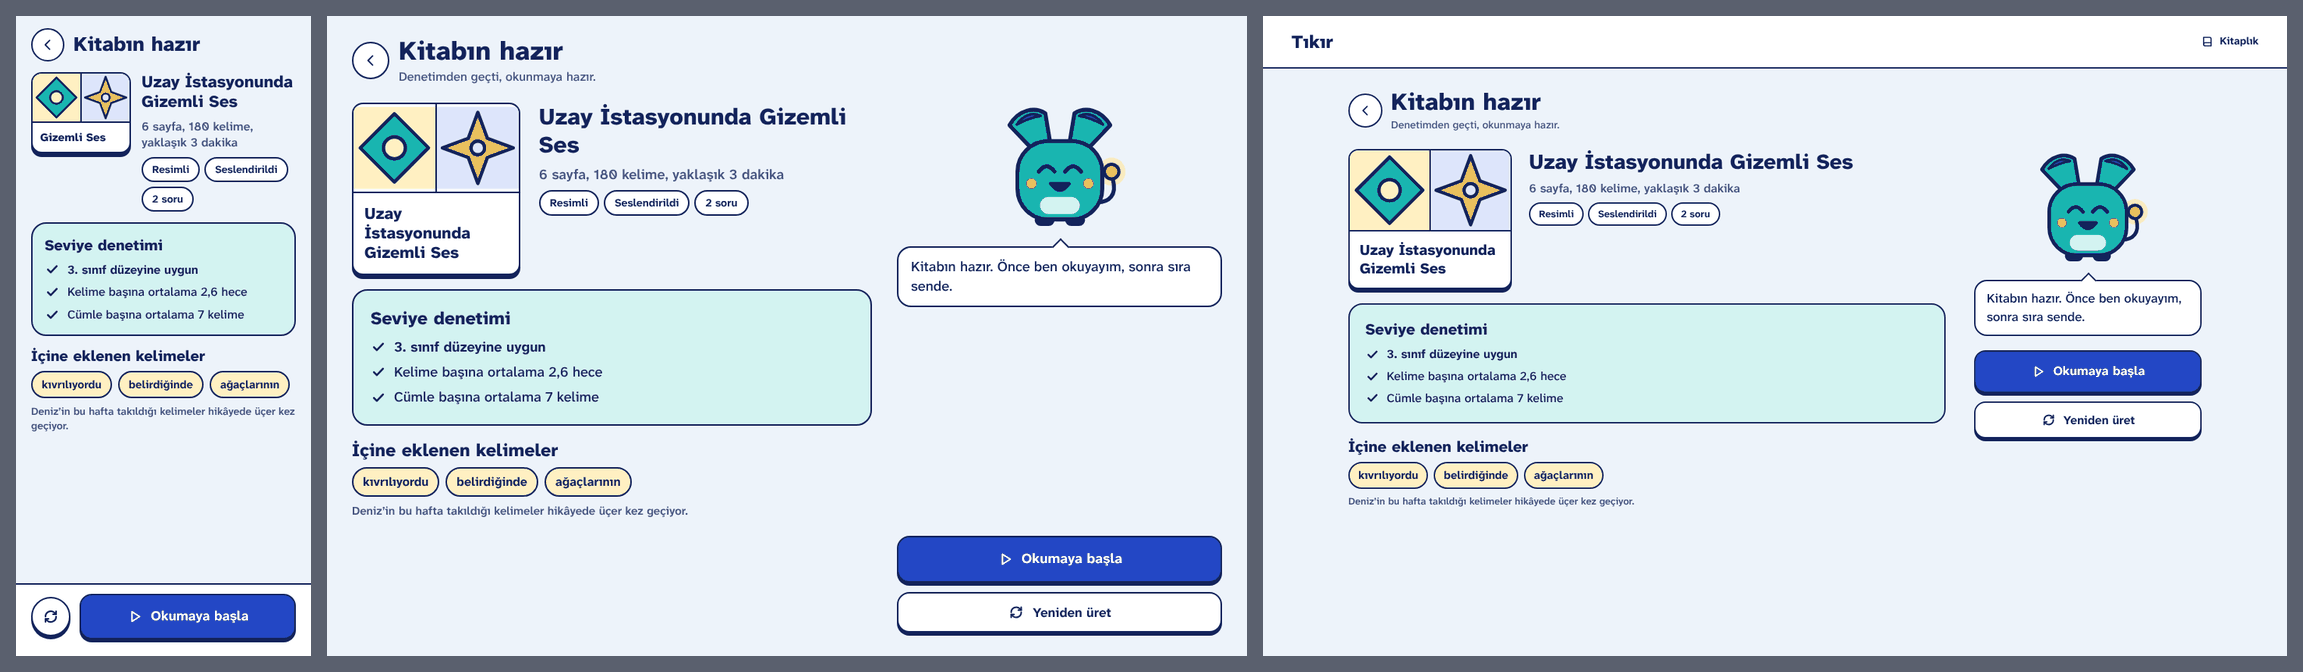 Kitabın hazır
Gizemli Ses
Uzay İstasyonunda
Gizemli Ses
6 sayfa, 180 kelime,
yaklaşık 3 dakika
Resimli
Seslendirildi
2 soru
Seviye denetimi
3. sınıf düzeyine uygun
Kelime başına ortalama 2,6 hece
Cümle başına ortalama 7 kelime
İçine eklenen kelimeler
kıvrılıyordu
belirdiğinde
ağaçlarının
Deniz'in bu hafta takıldığı kelimeler hikâyede üçer kez
geçiyor.
Okumaya başla
Kitabın hazır
Denetimden geçti, okunmaya hazır.
Uzay
İstasyonunda
Gizemli Ses
Uzay İstasyonunda Gizemli
Ses
6 sayfa, 180 kelime, yaklaşık 3 dakika
Resimli
Seslendirildi
2 soru
Seviye denetimi
3. sınıf düzeyine uygun
Kelime başına ortalama 2,6 hece
Cümle başına ortalama 7 kelime
İçine eklenen kelimeler
kıvrılıyordu
belirdiğinde
ağaçlarının
Deniz'in bu hafta takıldığı kelimeler hikâyede üçer kez geçiyor.
Kitabın hazır. Önce ben okuyayım, sonra sıra
sende.
Okumaya başla
Yeniden üret
Tıkır
Kitaplık
Kitabın hazır
Denetimden geçti, okunmaya hazır.
Uzay İstasyonunda
Gizemli Ses
Uzay İstasyonunda Gizemli Ses
6 sayfa, 180 kelime, yaklaşık 3 dakika
Resimli
Seslendirildi
2 soru
Seviye denetimi
3. sınıf düzeyine uygun
Kelime başına ortalama 2,6 hece
Cümle başına ortalama 7 kelime
İçine eklenen kelimeler
kıvrılıyordu
belirdiğinde
ağaçlarının
Deniz'in bu hafta takıldığı kelimeler hikâyede üçer kez geçiyor.
Kitabın hazır. Önce ben okuyayım,
sonra sıra sende.
Okumaya başla
Yeniden üret